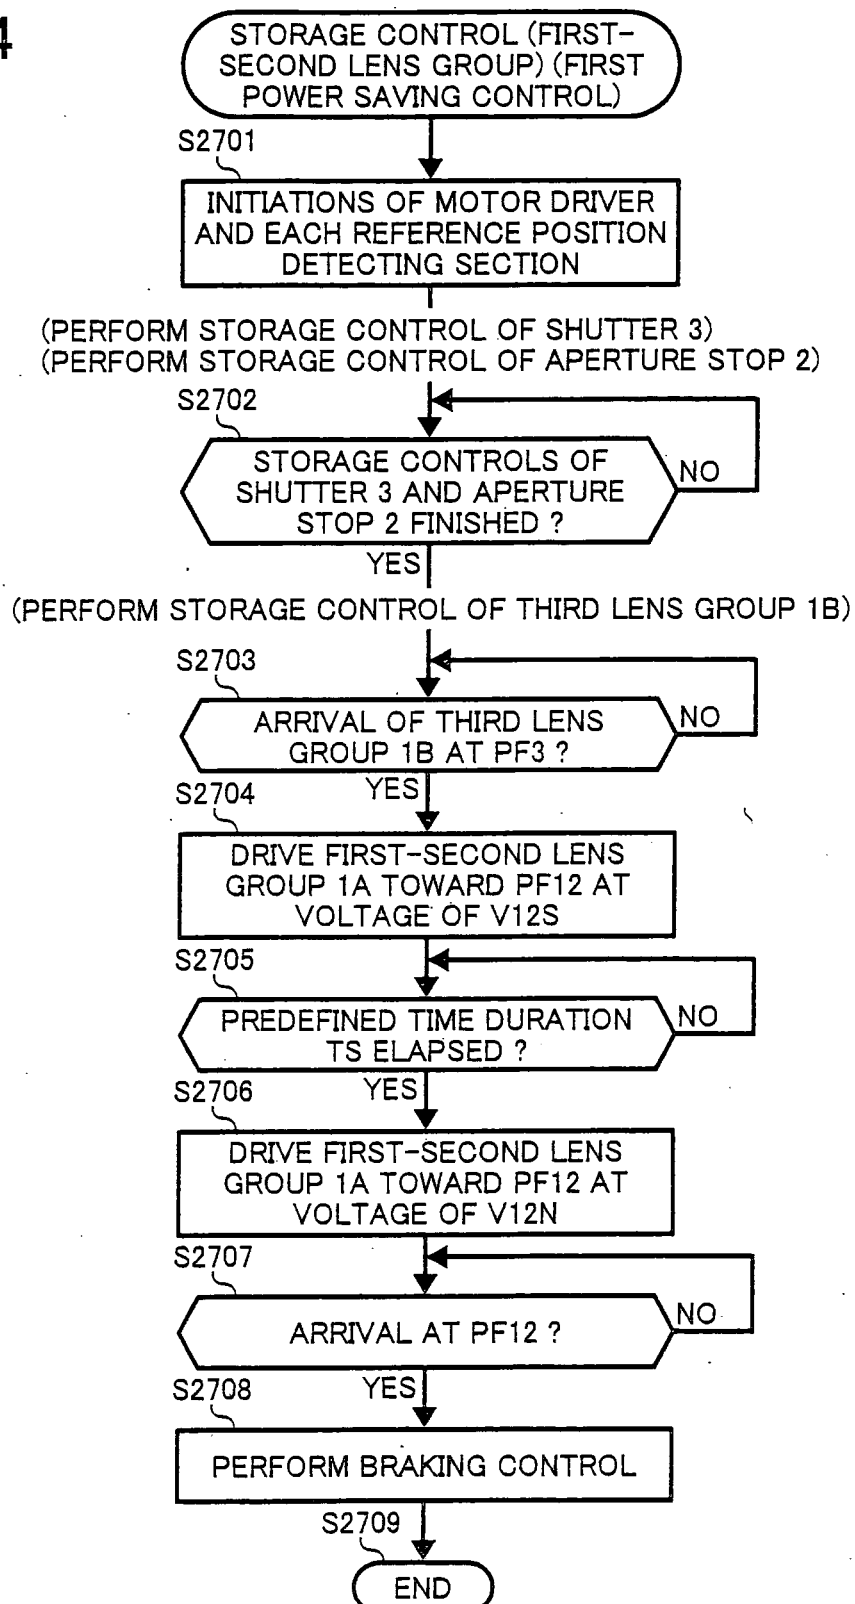 4
STORAGE CONTROL (FIRST-
SECOND LENS GROUP) (FIRST
POWER SAVING CONTROL)
S2701
INITIATIONS OF MOTOR DRIVER
AND EACH REFERENCE POSITION
DETECTING SECTION
(PERFORM STORAGE CONTROL OF SHUTTER 3)
(PERFORM STORAGE CONTROL OF APERTURE STOP 2)
S2702
STORAGE CONTROLS OF
SHUTTER 3 AND APERTURE
STOP 2 FINISHED ?
NO
YES
(PERFORM STORAGE CONTROL OF THIRD LENS GROUP 1B)
S2703
ARRIVAL OF THIRD LENS
GROUP 1B AT PF3 ?
NO
YES
S2704
DRIVE FIRST-SECOND LENS
GROUP 1A TOWARD PF12 AT
VOLTAGE OF V12S
S2705
PREDEFINED TIME DURATION
TS ELAPSED ?
NO
YES
S2706
DRIVE FIRST-SECOND LENS
GROUP 1A TOWARD PF12 AT
VOLTAGE OF V12N
S2707
ARRIVAL AT PF12 ?
NO
YES
S2708
PERFORM BRAKING CONTROL
S2709
END